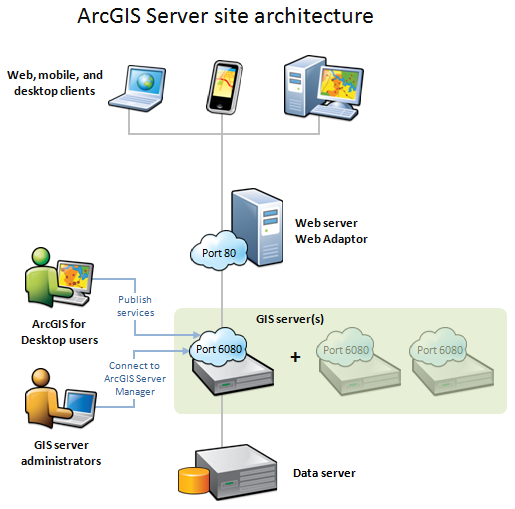 ArcGIS Server site architecture
Web, mobile, and
desktop clients
Web server
Web Adaptor
Port 80
Publish
services
ArcGIS for
Desktop users
GIS server(s)
Port 6080
+
Port 6080
Port 6080
Connect to
ArcGIS Server
Manager
GIS server
administrators
Data server